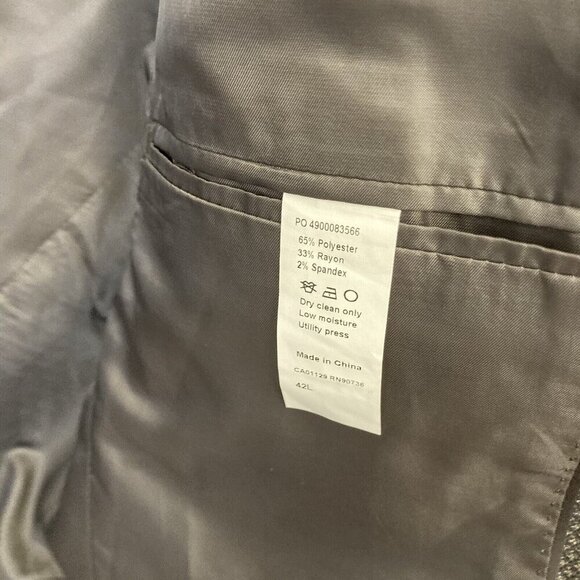 PO 4900083566
65% Polyester
33% Rayon
2% Spandex
Dry clean only
Low moisture
Utility press
Made in China
CA01129 RN90736
42L